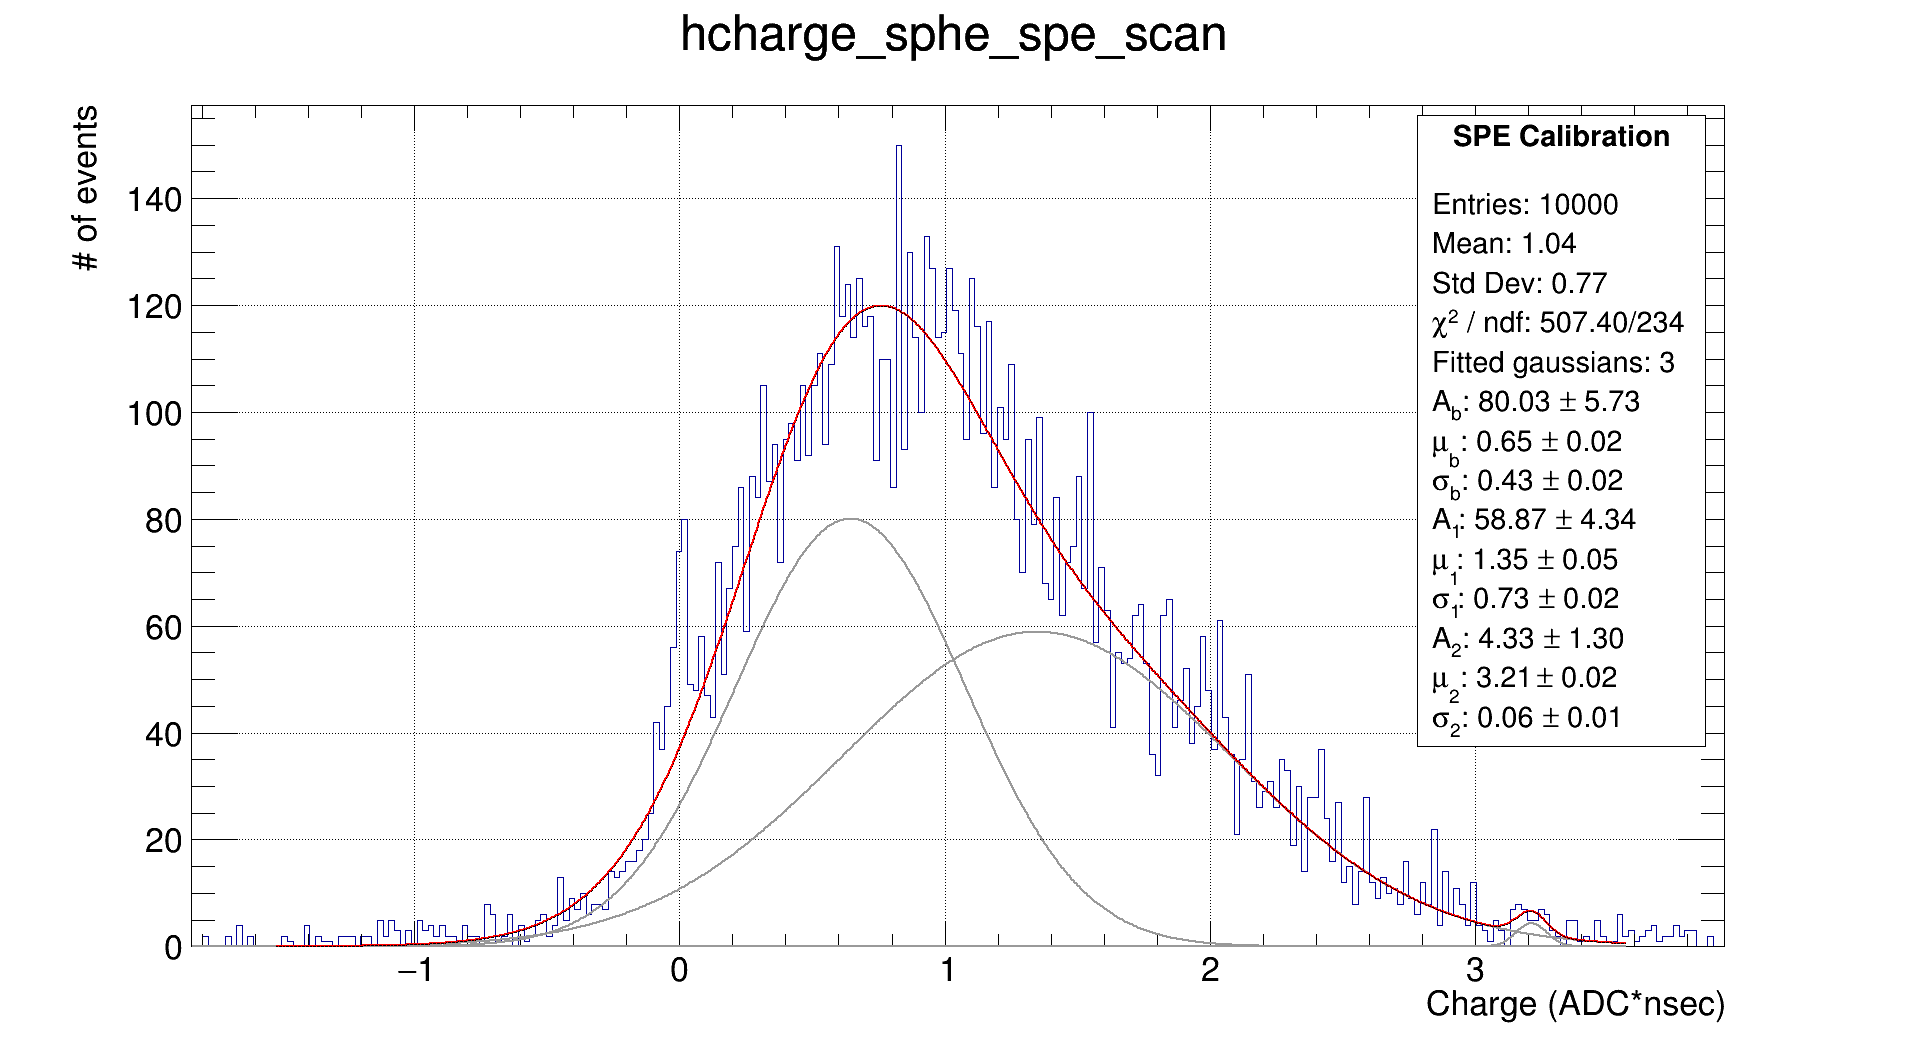 hcharge_sphe_spe_scan
# of events
140
120
100
80
60
40
20
0
−1
0
1
2
3
Charge (ADC*nsec)
SPE Calibration
Entries: 10000
Mean: 1.04
Std Dev: 0.77
χ² / ndf: 507.40/234
Fitted gaussians: 3
A_b: 80.03 ± 5.73
μ_b: 0.65 ± 0.02
σ_b: 0.43 ± 0.02
A_1: 58.87 ± 4.34
μ_1: 1.35 ± 0.05
σ_1: 0.73 ± 0.02
A_2: 4.33 ± 1.30
μ_2: 3.21 ± 0.02
σ_2: 0.06 ± 0.01